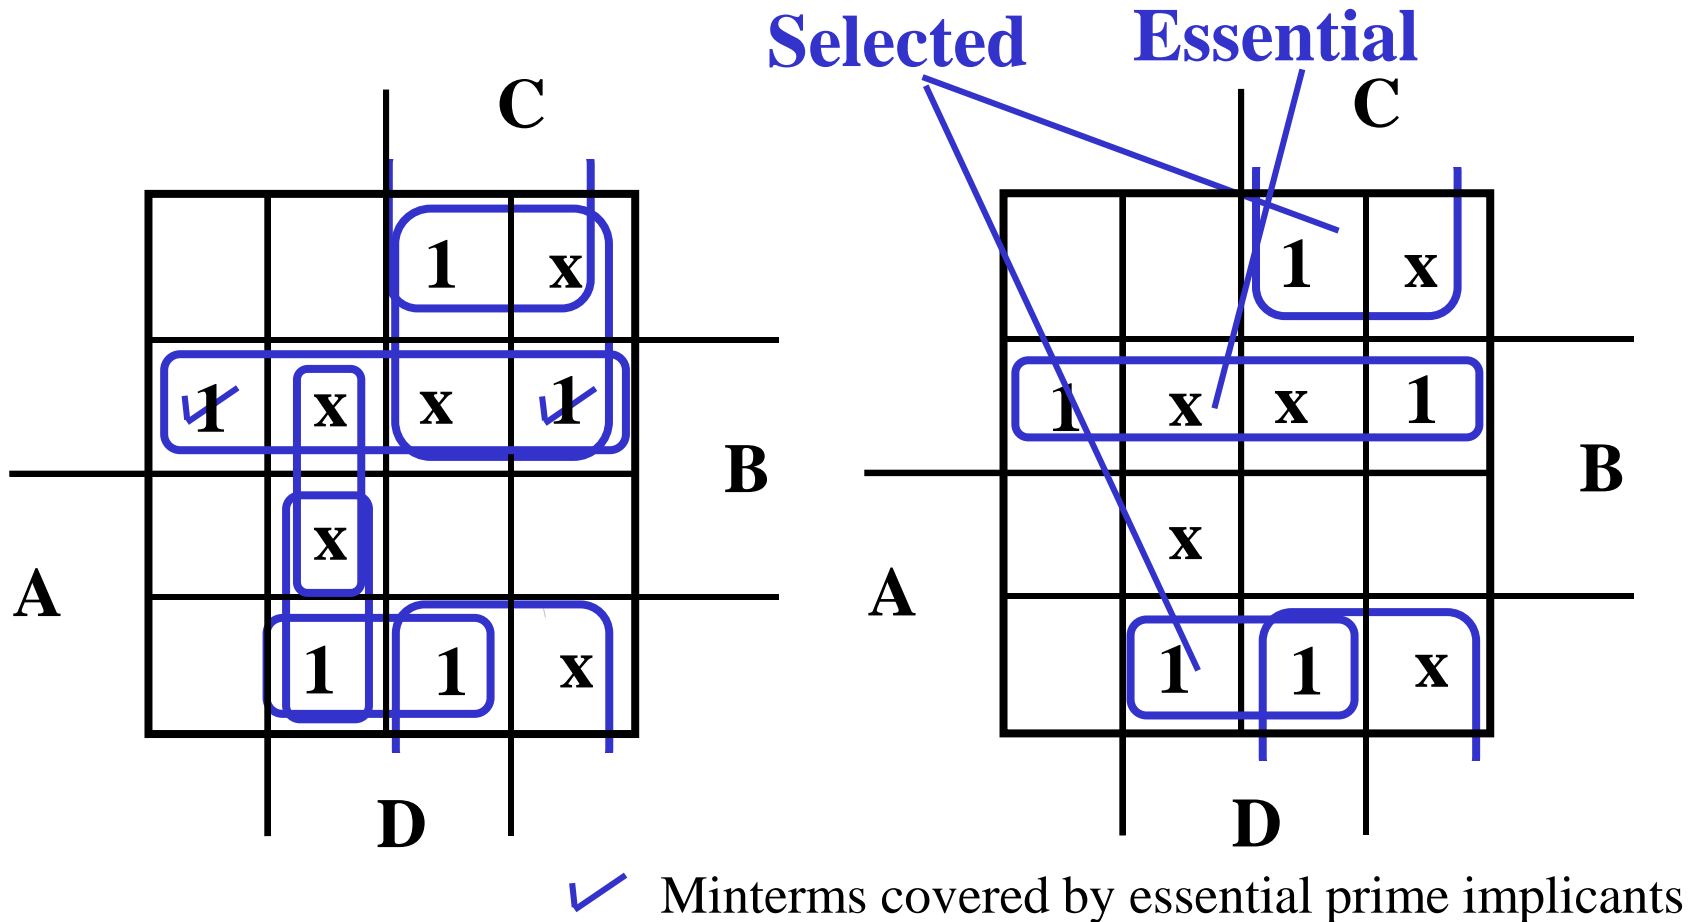 Selected Essential
C C
1 x 1 x
1 x x 1 1 x x 1
B B
x x
A A
1 1 x 1 1 x
D D
Minterms covered by essential prime implicants